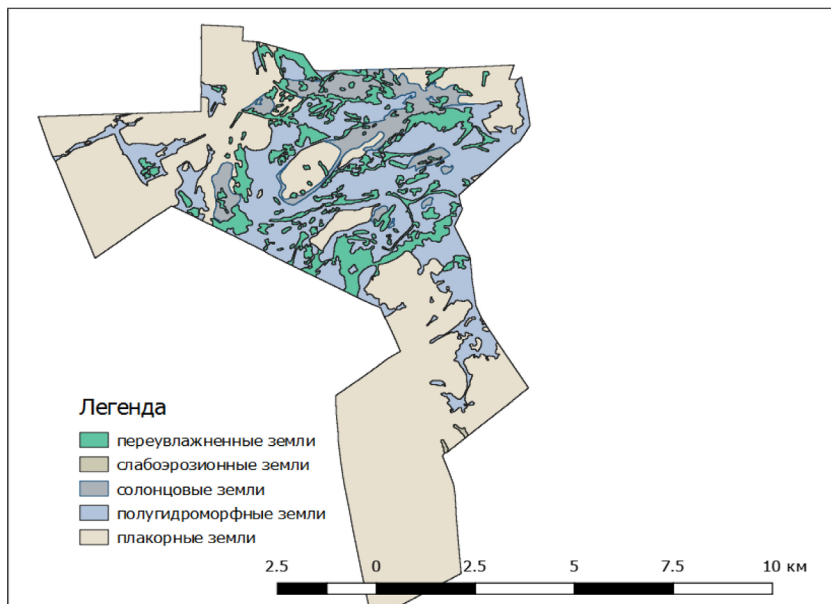 Легенда
переувлажненные земли
слабоэрозионные земли
солонцовые земли
полугидроморфные земли
плакорные земли
2.5 0 2.5 5 7.5 10 км